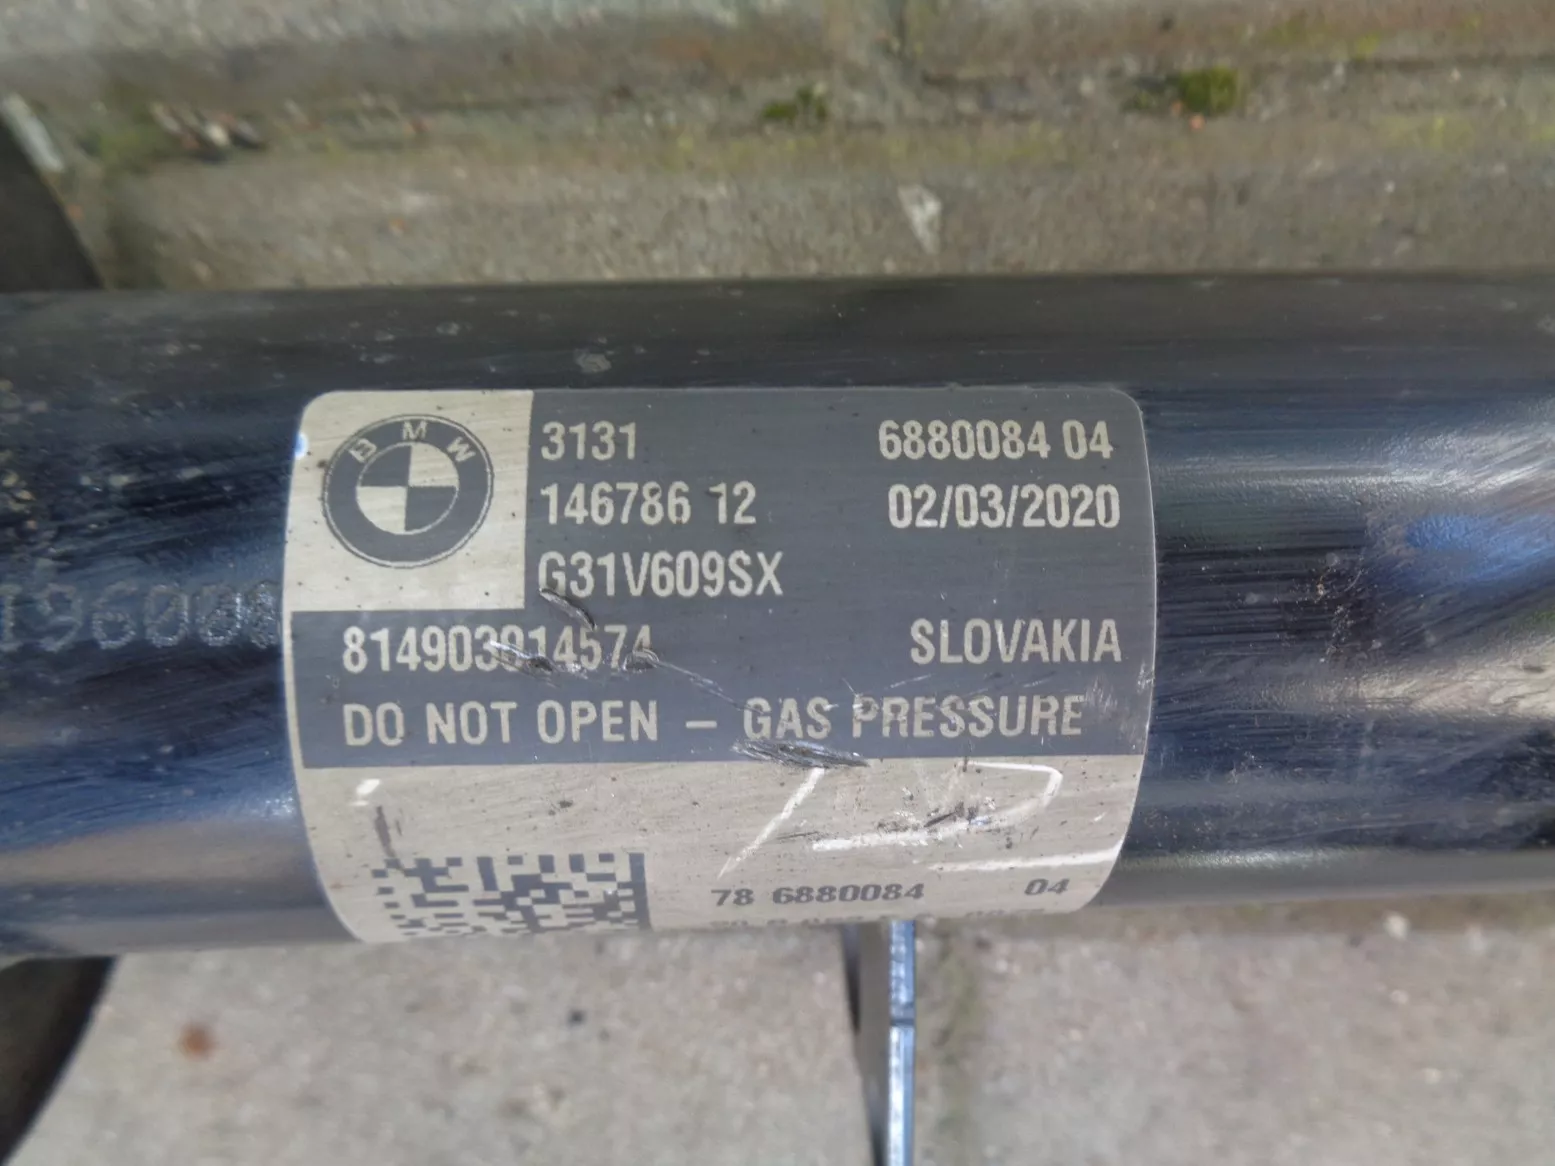 BMW
3131 6880084 04
146786 12 02/03/2020
G31V609SX
814903014574 SLOVAKIA
DO NOT OPEN – GAS PRESSURE
78 6880084 04